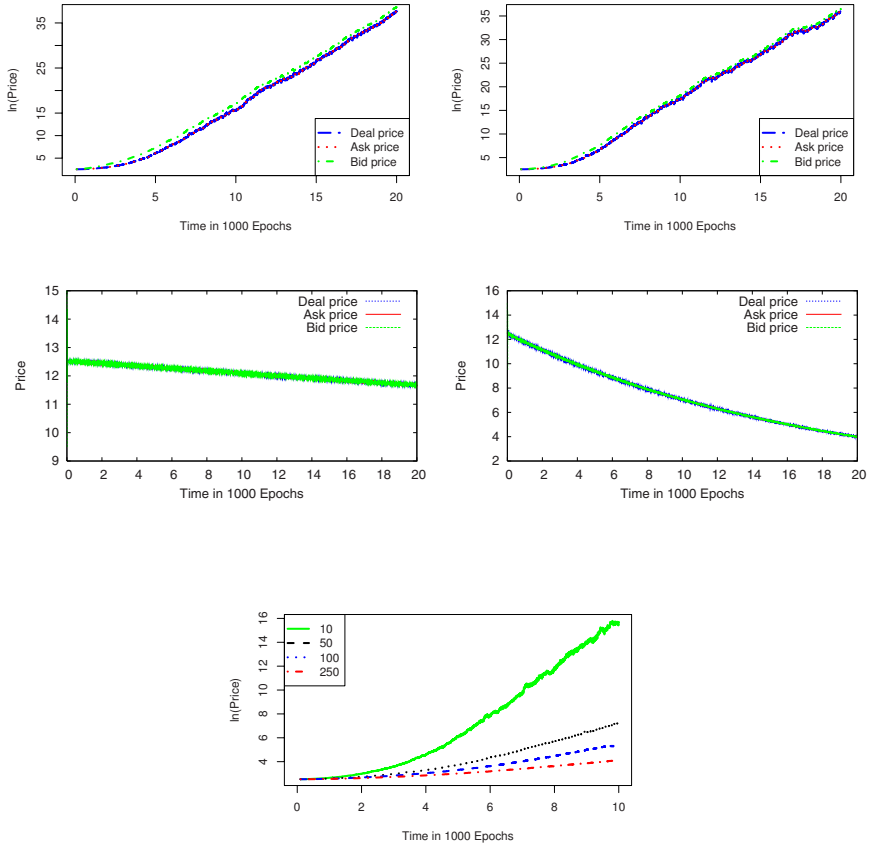 ln(Price)
35
25
15
10
5
Deal price
Ask price
Bid price
0
5
10
15
20
Time in 1000 Epochs
ln(Price)
35
30
25
20
15
10
5
Deal price
Ask price
Bid price
0
5
10
15
20
Time in 1000 Epochs
Price
15
14
13
12
11
10
9
Deal price
Ask price
Bid price
0 2 4 6 8 10 12 14 16 18 20
Time in 1000 Epochs
Price
16
14
12
10
8
6
4
2
Deal price
Ask price
Bid price
0 2 4 6 8 10 12 14 16 18 20
Time in 1000 Epochs
ln(Price)
16
14
12
10
8
6
4
10
50
100
250
0 2 4 6 8 10
Time in 1000 Epochs